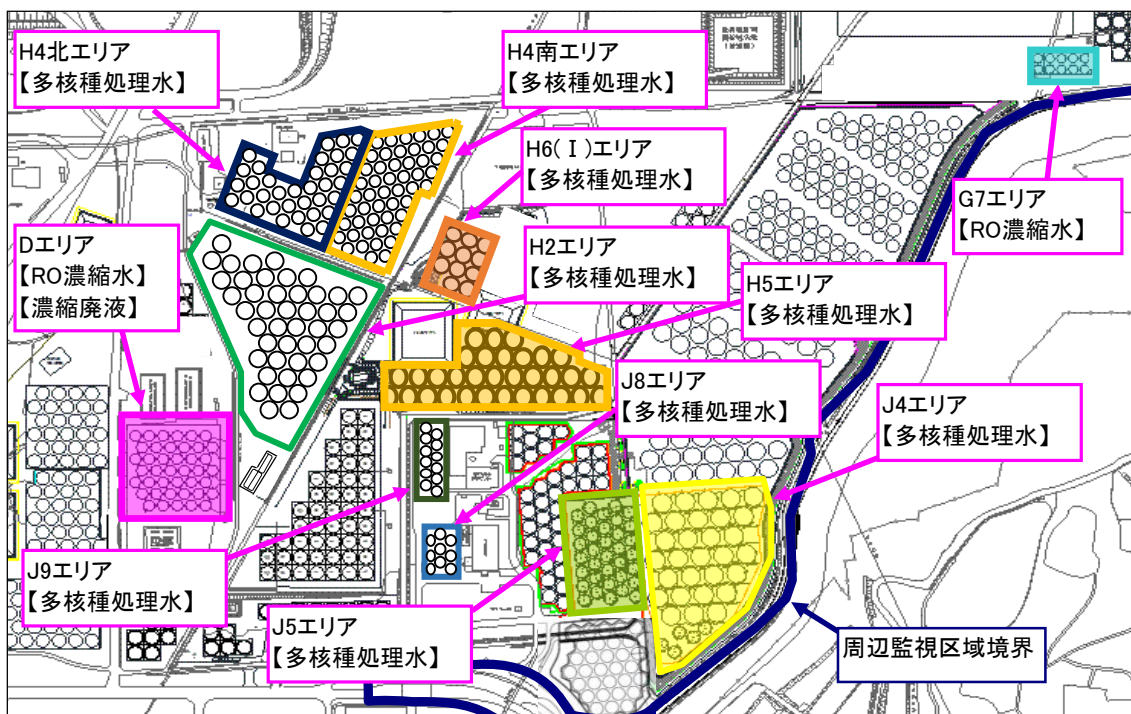 H4北エリア
【多核種処理水】
H4南エリア
【多核種処理水】
H6(Ⅰ)エリア
【多核種処理水】
G7エリア
【RO濃縮水】
Dエリア
【RO濃縮水】
【濃縮廃液】
H2エリア
【多核種処理水】
H5エリア
【多核種処理水】
J8エリア
【多核種処理水】
J4エリア
【多核種処理水】
J9エリア
【多核種処理水】
J5エリア
【多核種処理水】
周辺監視区域境界